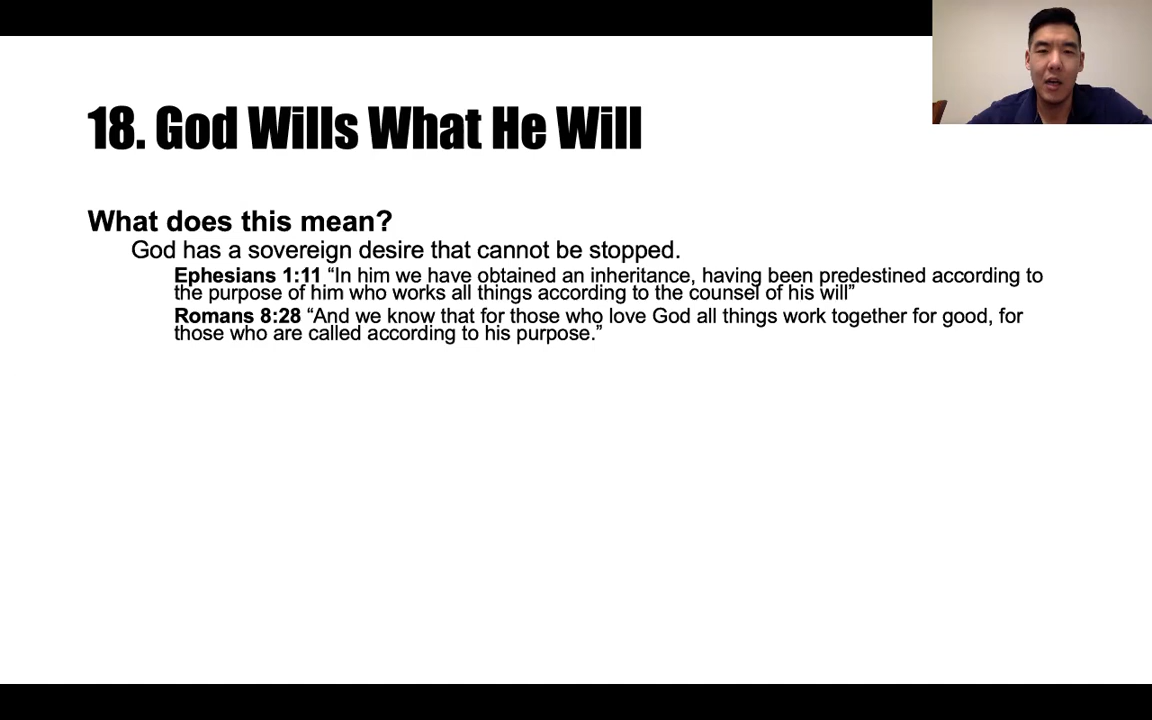 18. God Wills What He Will
What does this mean?
God has a sovereign desire that cannot be stopped.
Ephesians 1:11 “In him we have obtained an inheritance, having been predestined according to
the purpose of him who works all things according to the counsel of his will”
Romans 8:28 “And we know that for those who love God all things work together for good, for
those who are called according to his purpose.”